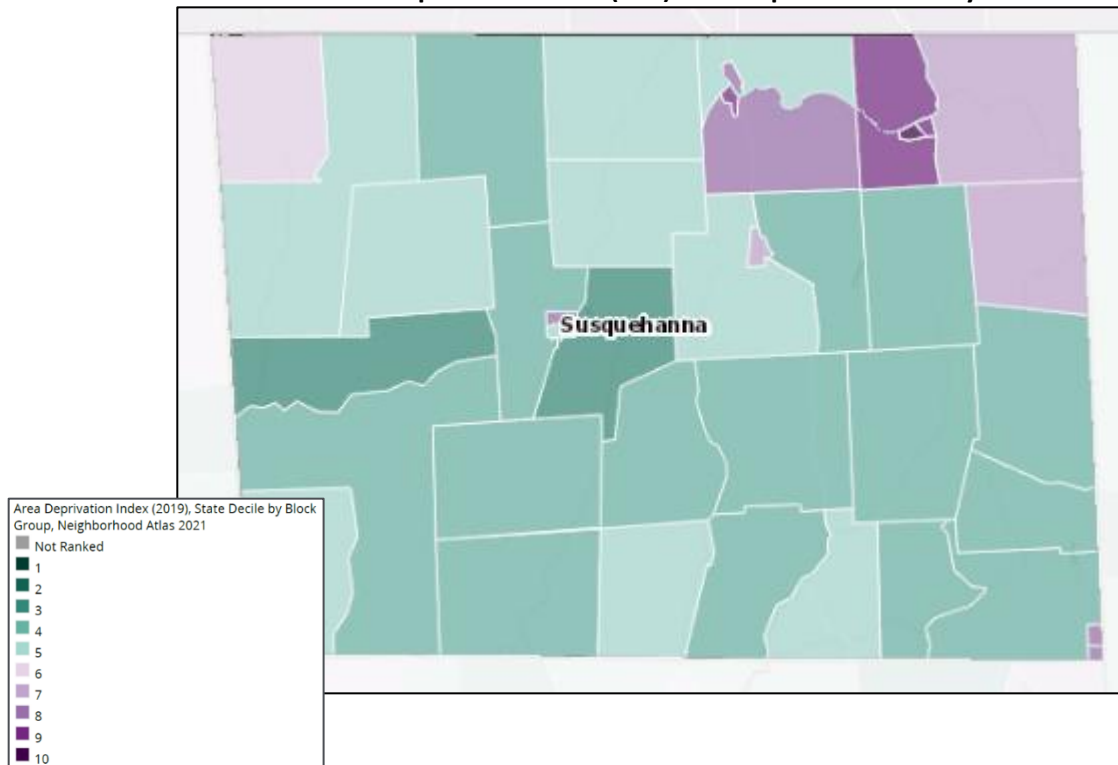 Susquehanna
Area Deprivation Index (2019), State Decile by Block
Group, Neighborhood Atlas 2021
Not Ranked
1
2
3
4
5
6
7
8
9
10